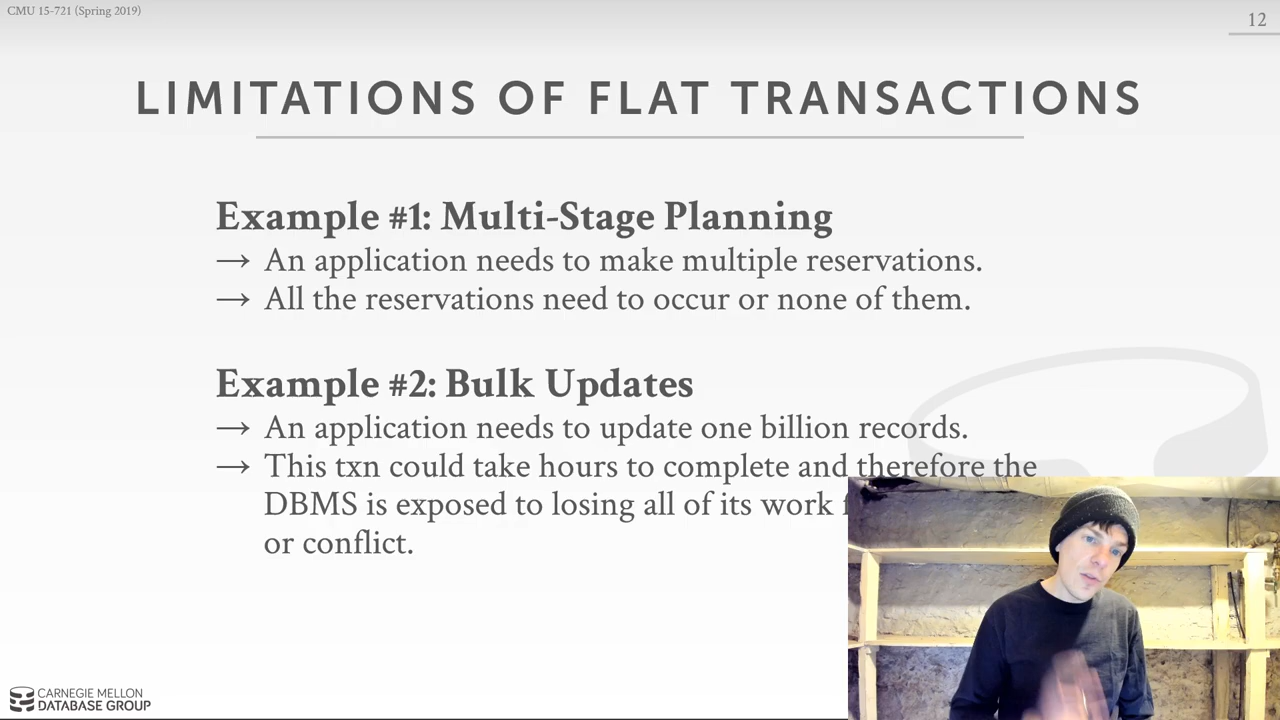 CMU 15-721 (Spring 2019)
12
LIMITATIONS OF FLAT TRANSACTIONS
Example #1: Multi-Stage Planning
→ An application needs to make multiple reservations.
→ All the reservations need to occur or none of them.
Example #2: Bulk Updates
→ An application needs to update one billion records.
→ This txn could take hours to complete and therefore the
DBMS is exposed to losing all of its work
or conflict.
CARNEGIE MELLON
DATABASE GROUP